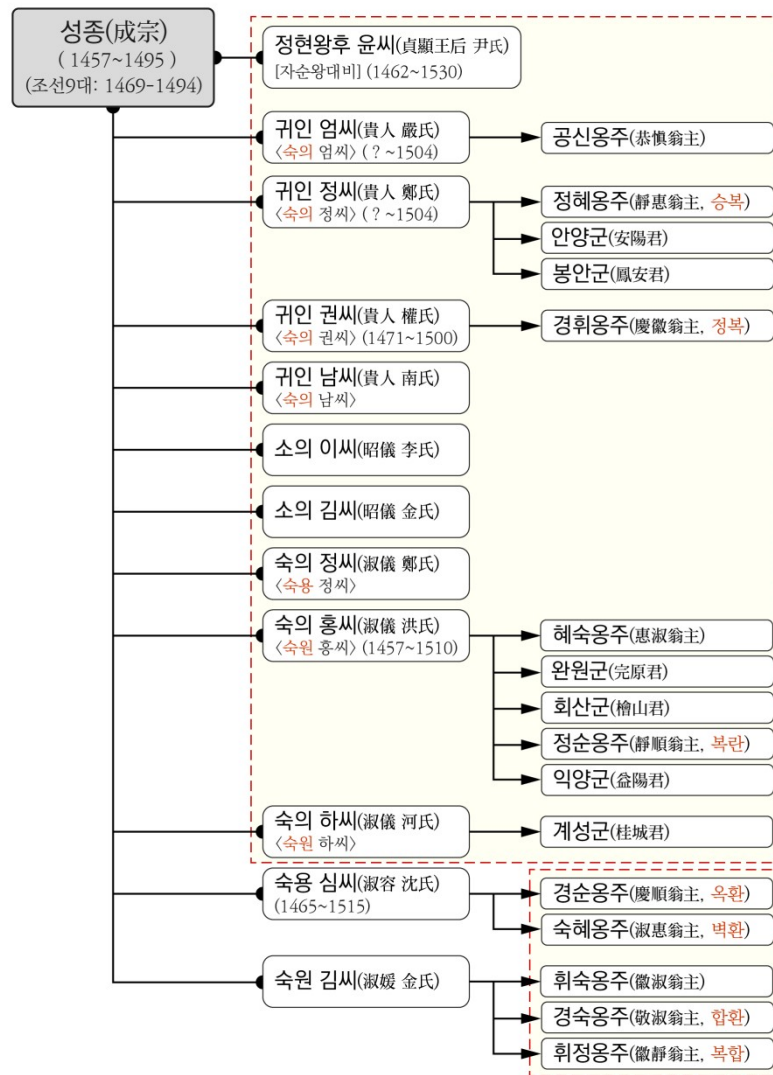 성종(成宗)
( 1457~1495 )
(조선9대: 1469-1494)
정현왕후 윤씨(貞顯王后 尹氏)
[자순왕대비] (1462~1530)
귀인 엄씨(貴人 嚴氏)
〈숙의 엄씨〉 ( ? ~1504)
공신옹주(恭愼翁主)
귀인 정씨(貴人 鄭氏)
〈숙의 정씨〉 ( ? ~1504)
정혜옹주(靜惠翁主, 승복)
안양군(安陽君)
봉안군(鳳安君)
귀인 권씨(貴人 權氏)
〈숙의 권씨〉 (1471~1500)
경휘옹주(慶徽翁主, 정복)
귀인 남씨(貴人 南氏)
〈숙의 남씨〉
소의 이씨(昭儀 李氏)
소의 김씨(昭儀 金氏)
숙의 정씨(淑儀 鄭氏)
〈숙용 정씨〉
숙의 홍씨(淑儀 洪氏)
〈숙원 홍씨〉 (1457~1510)
혜숙옹주(惠淑翁主)
완원군(完原君)
회산군(檜山君)
정순옹주(靜順翁主, 복란)
익양군(益陽君)
숙의 하씨(淑儀 河氏)
〈숙원 하씨〉
계성군(桂城君)
숙용 심씨(淑容 沈氏)
(1465~1515)
경순옹주(慶順翁主, 옥환)
숙혜옹주(淑惠翁主, 벽환)
숙원 김씨(淑媛 金氏)
휘숙옹주(徽淑翁主)
경숙옹주(敬淑翁主, 합환)
휘정옹주(徽靜翁主, 복합)